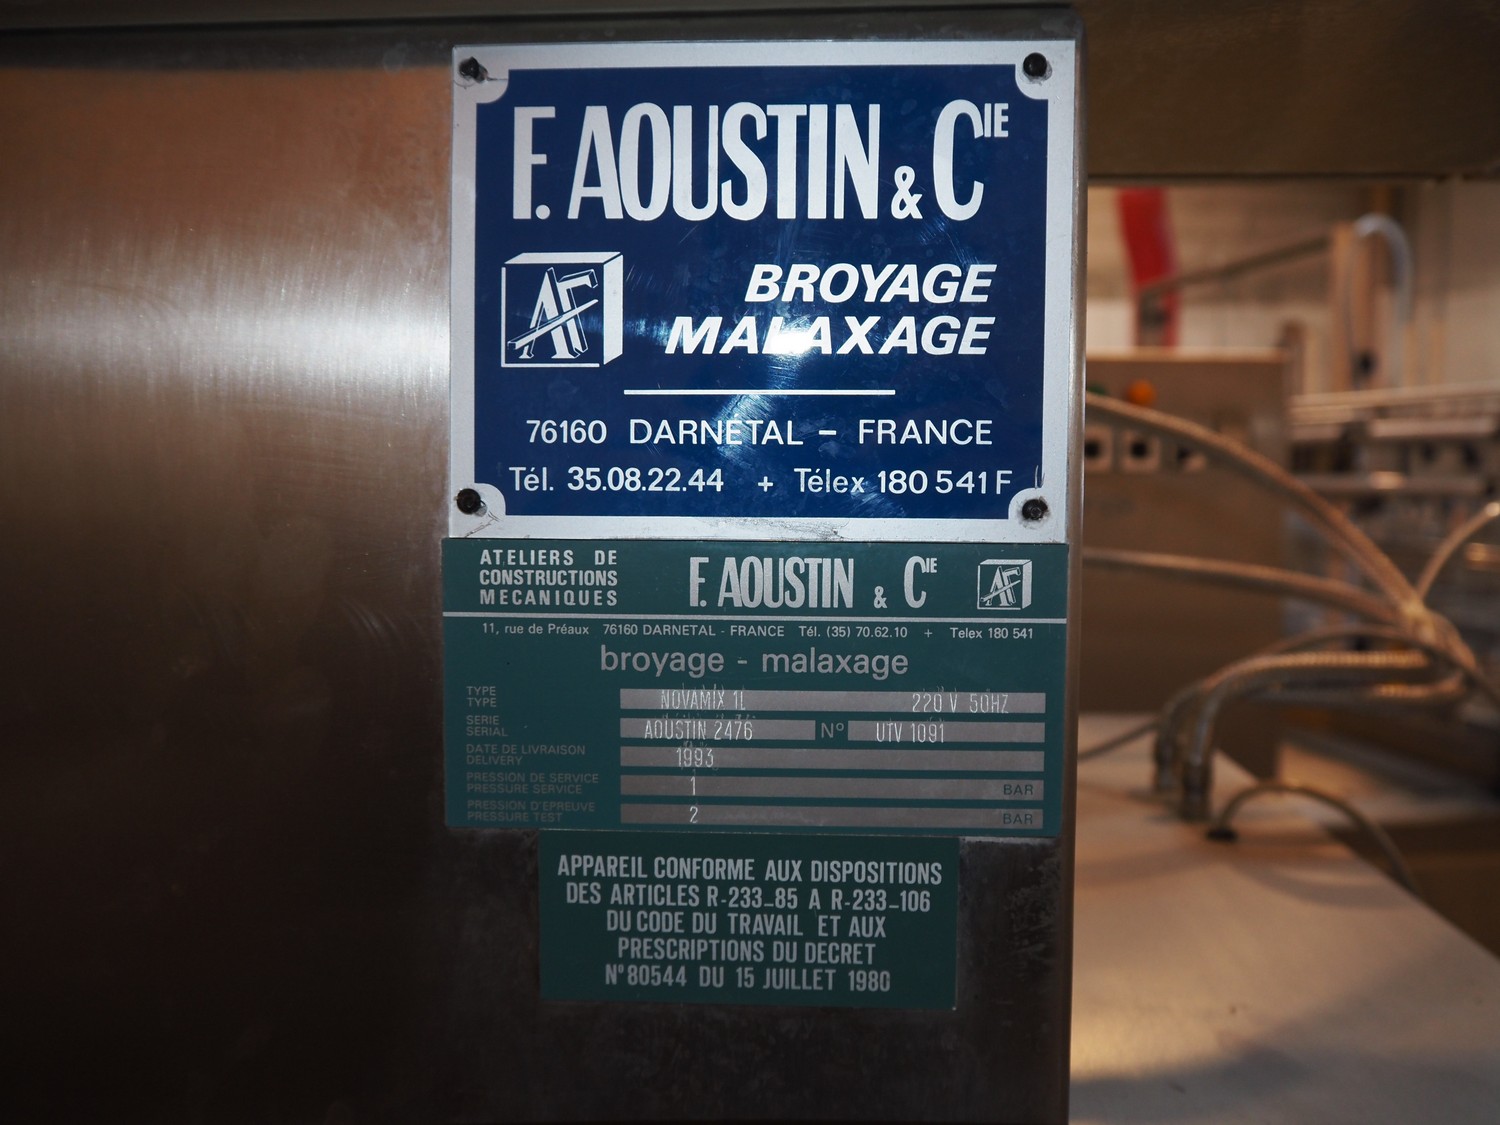 F. AOUSTIN & CIE
AF
BROYAGE
MALAXAGE
76160 DARNÉTAL – FRANCE
Tél. 35.08.22.44 + Télex 180 541 F
ATELIERS DE
CONSTRUCTIONS
MECANIQUES
F. AOUSTIN & CIE
AF
11, rue de Préaux 76160 DARNETAL - FRANCE Tél. (35) 70.62.10 + Telex 180 541
broyage - malaxage
TYPE
TYPE
NOVAMIX 1L 220 V 50HZ
SERIE
SERIAL
AOUSTIN 2476 N° UTV 1091
DATE DE LIVRAISON
DELIVERY
1993
PRESSION DE SERVICE
PRESSURE SERVICE
1 BAR
PRESSION D'EPREUVE
PRESSURE TEST
2 BAR
APPAREIL CONFORME AUX DISPOSITIONS
DES ARTICLES R-233-85 A R-233-106
DU CODE DU TRAVAIL ET AUX
PRESCRIPTIONS DU DECRET
N°80544 DU 15 JUILLET 1980